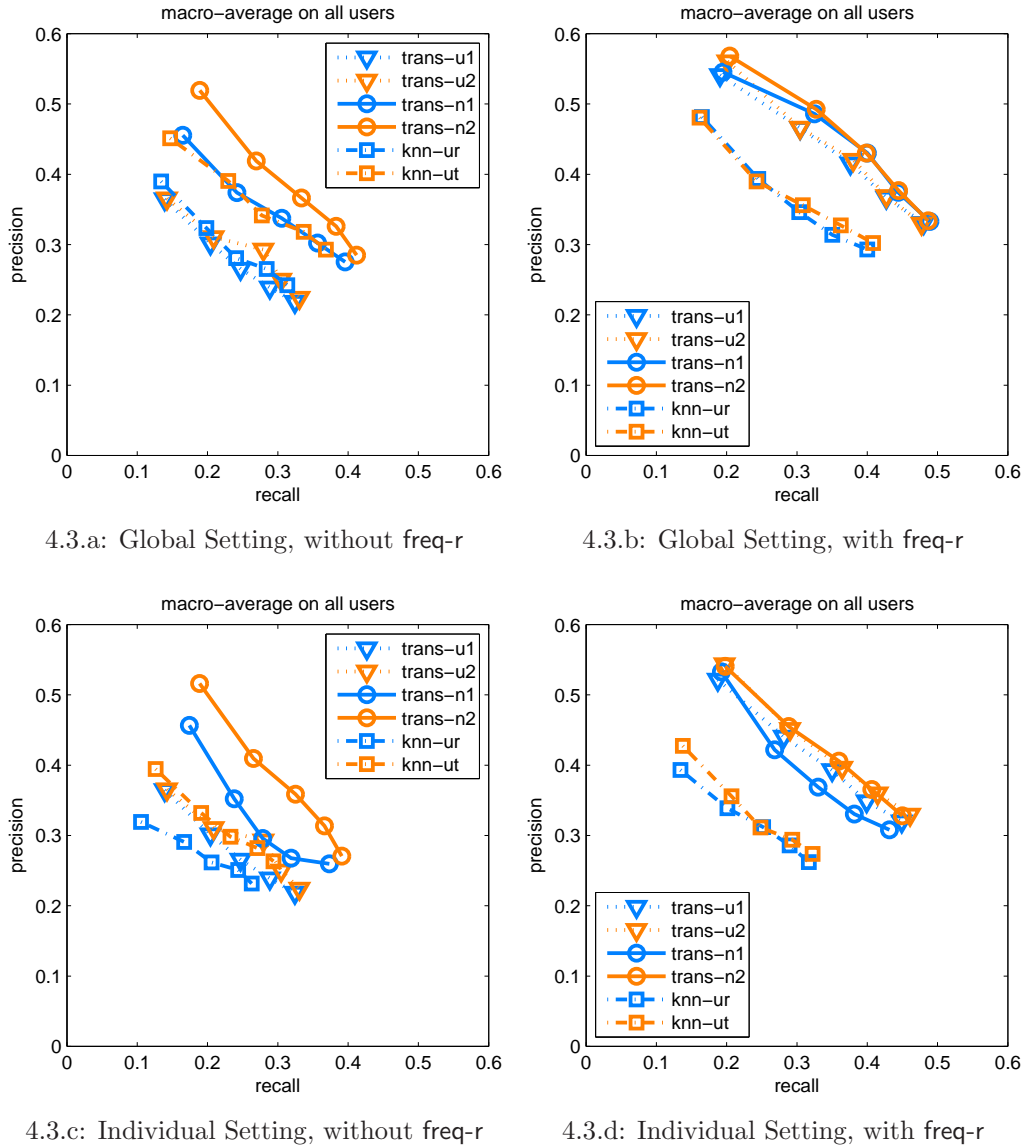 macro−average on all users
precision
0.6
0.5
0.4
0.3
0.2
0.1
0
trans−u1
trans−u2
trans−n1
trans−n2
knn−ur
knn−ut
0 0.1 0.2 0.3 0.4 0.5 0.6
recall
4.3.a: Global Setting, without freq-r
macro−average on all users
precision
0.6
0.5
0.4
0.3
0.2
0.1
0
trans−u1
trans−u2
trans−n1
trans−n2
knn−ur
knn−ut
0 0.1 0.2 0.3 0.4 0.5 0.6
recall
4.3.b: Global Setting, with freq-r
macro−average on all users
precision
0.6
0.5
0.4
0.3
0.2
0.1
0
trans−u1
trans−u2
trans−n1
trans−n2
knn−ur
knn−ut
0 0.1 0.2 0.3 0.4 0.5 0.6
recall
4.3.c: Individual Setting, without freq-r
macro−average on all users
precision
0.6
0.5
0.4
0.3
0.2
0.1
0
trans−u1
trans−u2
trans−n1
trans−n2
knn−ur
knn−ut
0 0.1 0.2 0.3 0.4 0.5 0.6
recall
4.3.d: Individual Setting, with freq-r